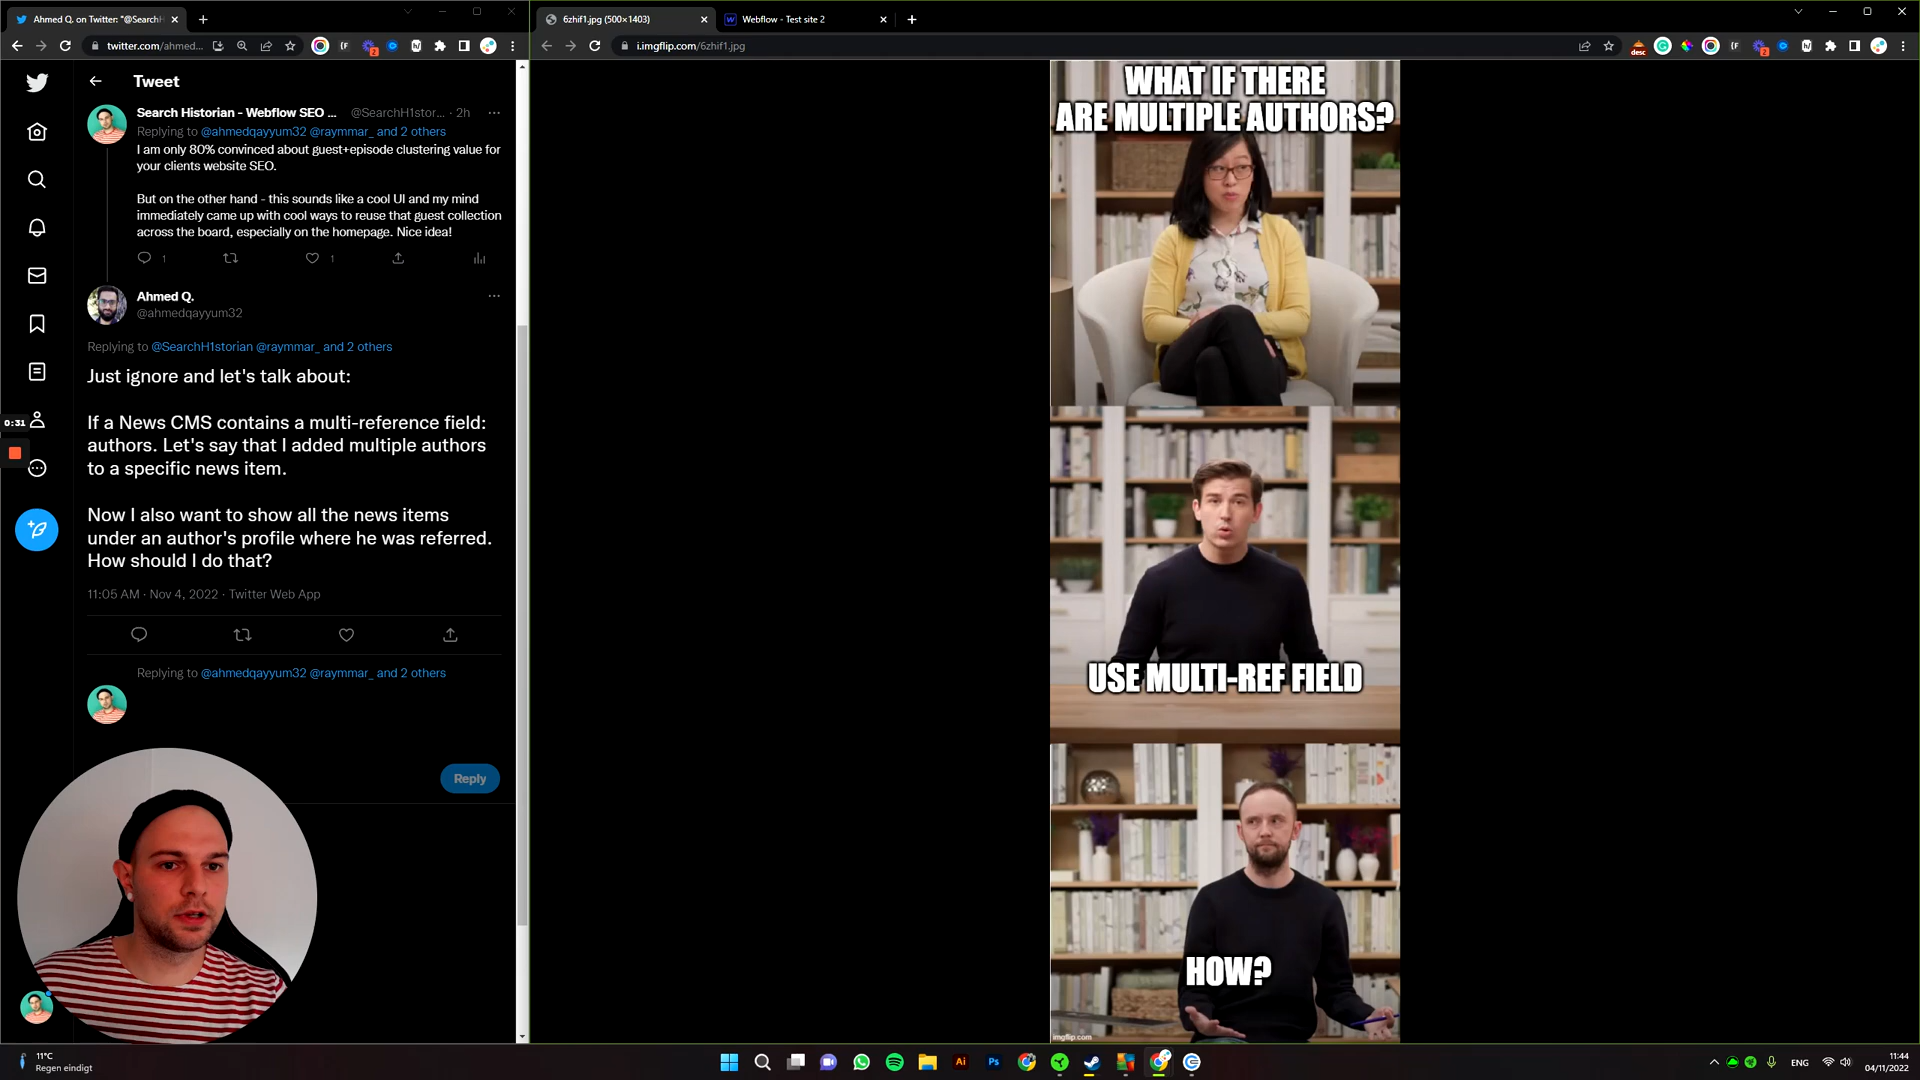 Ahmed Q. on Twitter: "@SearchH
6zhif1.jpg (500×1403)
Webflow - Test site 2
twitter.com/ahmed...
i.imgflip.com/6zhif1.jpg
Tweet
Search Historian - Webflow SEO ... @SearchH1stor... · 2h
Replying to @ahmedqayyum32 @raymmar_ and 2 others
I am only 80% convinced about guest+episode clustering value for
your clients website SEO.
But on the other hand - this sounds like a cool UI and my mind
immediately came up with cool ways to reuse that guest collection
across the board, especially on the homepage. Nice idea!
1
1
Ahmed Q.
@ahmedqayyum32
Replying to @SearchH1storian @raymmar_ and 2 others
Just ignore and let's talk about:
If a News CMS contains a multi-reference field:
authors. Let's say that I added multiple authors
to a specific news item.
Now I also want to show all the news items
under an author's profile where he was referred.
How should I do that?
11:05 AM · Nov 4, 2022 · Twitter Web App
Replying to @ahmedqayyum32 @raymmar_ and 2 others
Reply
0:31
WHAT IF THERE
ARE MULTIPLE AUTHORS?
USE MULTI-REF FIELD
HOW?
imgflip.com
desc
2
2
11°C
Regen eindigt
Ai
Ps
ENG
11:44
04/11/2022